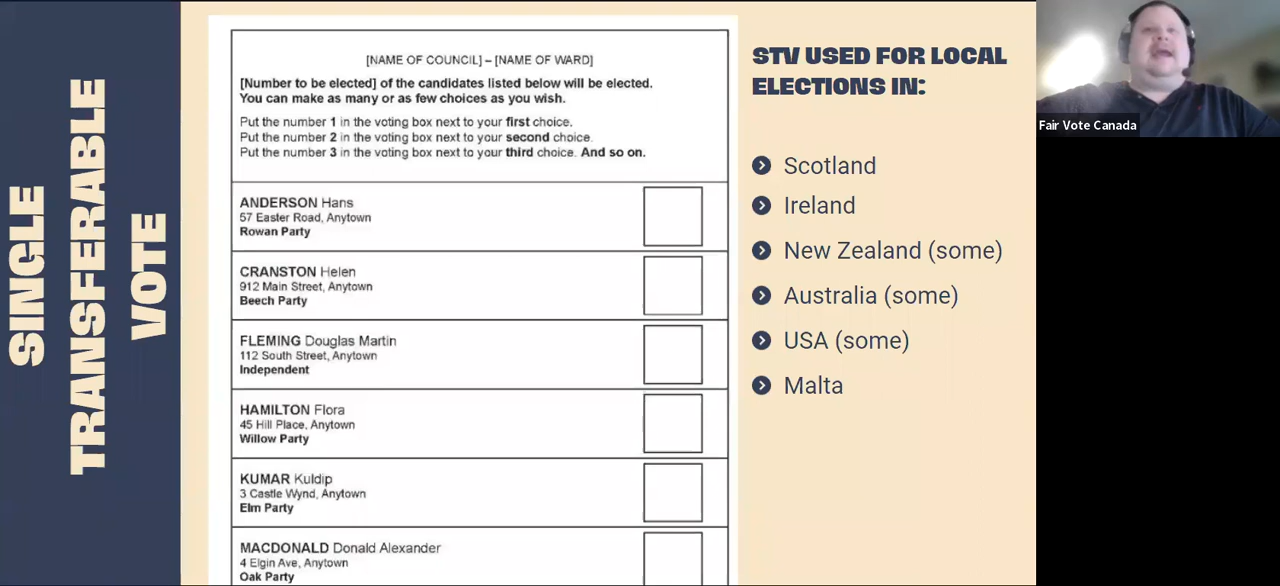 SINGLE
TRANSFERABLE
VOTE
[NAME OF COUNCIL] – [NAME OF WARD]
[Number to be elected] of the candidates listed below will be elected.
You can make as many or as few choices as you wish.
Put the number 1 in the voting box next to your first choice.
Put the number 2 in the voting box next to your second choice.
Put the number 3 in the voting box next to your third choice. And so on.
ANDERSON Hans
57 Easter Road, Anytown
Rowan Party
CRANSTON Helen
912 Main Street, Anytown
Beech Party
FLEMING Douglas Martin
112 South Street, Anytown
Independent
HAMILTON Flora
45 Hill Place, Anytown
Willow Party
KUMAR Kuldip
3 Castle Wynd, Anytown
Elm Party
MACDONALD Donald Alexander
4 Elgin Ave, Anytown
Oak Party
STV USED FOR LOCAL
ELECTIONS IN:
Scotland
Ireland
New Zealand (some)
Australia (some)
USA (some)
Malta
Fair Vote Canada